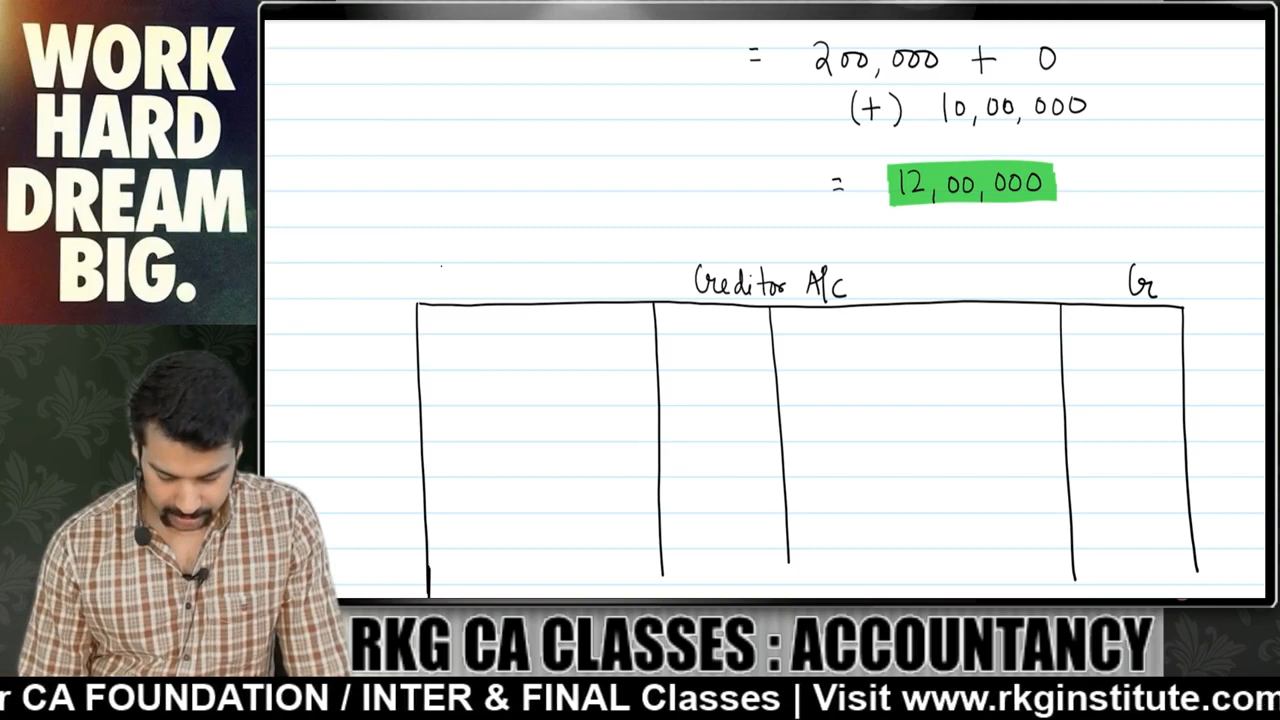 WORK
HARD
DREAM
BIG.
= 200,000 + 0
(+) 10,00,000
= 12,00,000
Creditor A/c Cr
RKG CA CLASSES : ACCOUNTANCY
r CA FOUNDATION / INTER & FINAL Classes | Visit www.rkginstitute.com